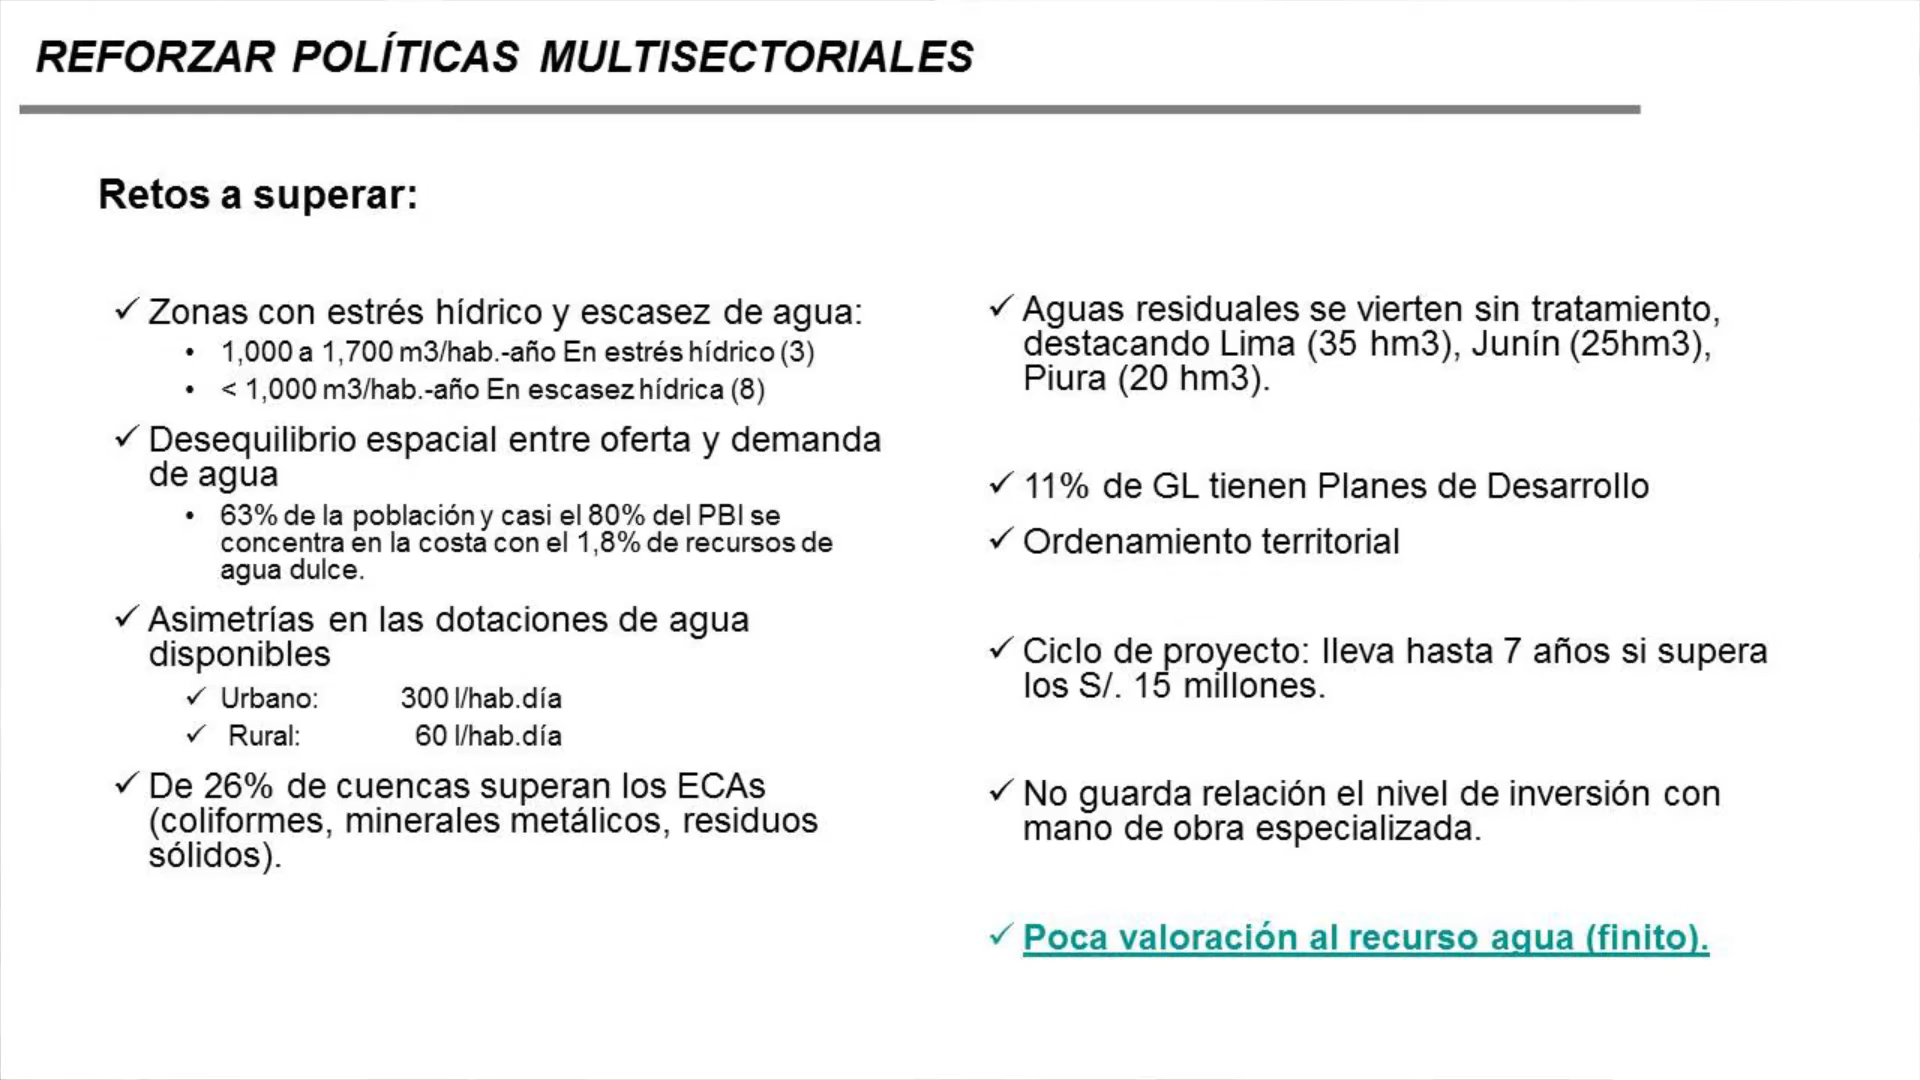 REFORZAR POLÍTICAS MULTISECTORIALES
Retos a superar:
✓ Zonas con estrés hídrico y escasez de agua:
• 1,000 a 1,700 m3/hab.-año En estrés hídrico (3)
• < 1,000 m3/hab.-año En escasez hídrica (8)
✓ Desequilibrio espacial entre oferta y demanda
de agua
• 63% de la población y casi el 80% del PBI se
concentra en la costa con el 1,8% de recursos de
agua dulce.
✓ Asimetrías en las dotaciones de agua
disponibles
✓ Urbano: 300 l/hab.día
✓ Rural: 60 l/hab.día
✓ De 26% de cuencas superan los ECAs
(coliformes, minerales metálicos, residuos
sólidos).
✓ Aguas residuales se vierten sin tratamiento,
destacando Lima (35 hm3), Junín (25hm3),
Piura (20 hm3).
✓ 11% de GL tienen Planes de Desarrollo
✓ Ordenamiento territorial
✓ Ciclo de proyecto: lleva hasta 7 años si supera
los S/. 15 millones.
✓ No guarda relación el nivel de inversión con
mano de obra especializada.
✓ Poca valoración al recurso agua (finito).